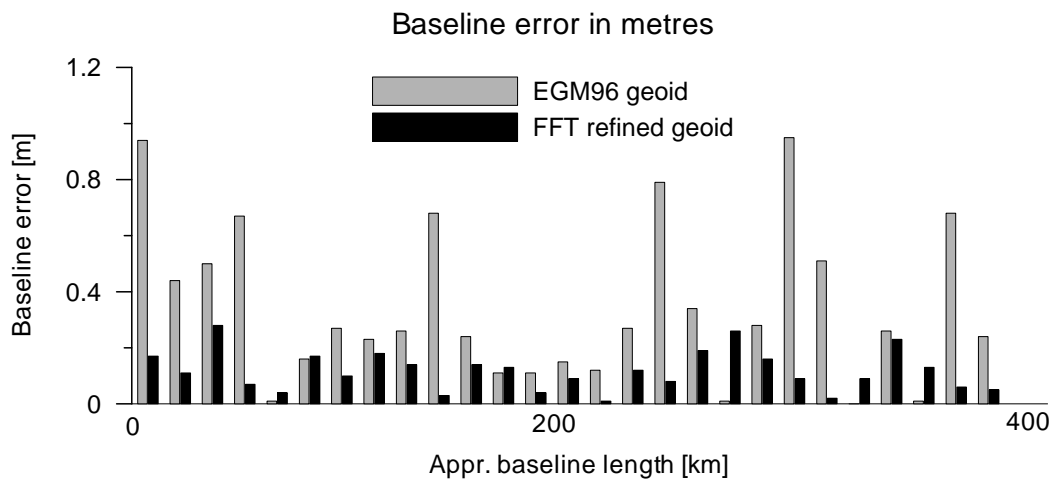 Baseline error in metres
1.2
EGM96 geoid
FFT refined geoid
0.8
0.4
0
Baseline error [m]
0
200
400
Appr. baseline length [km]